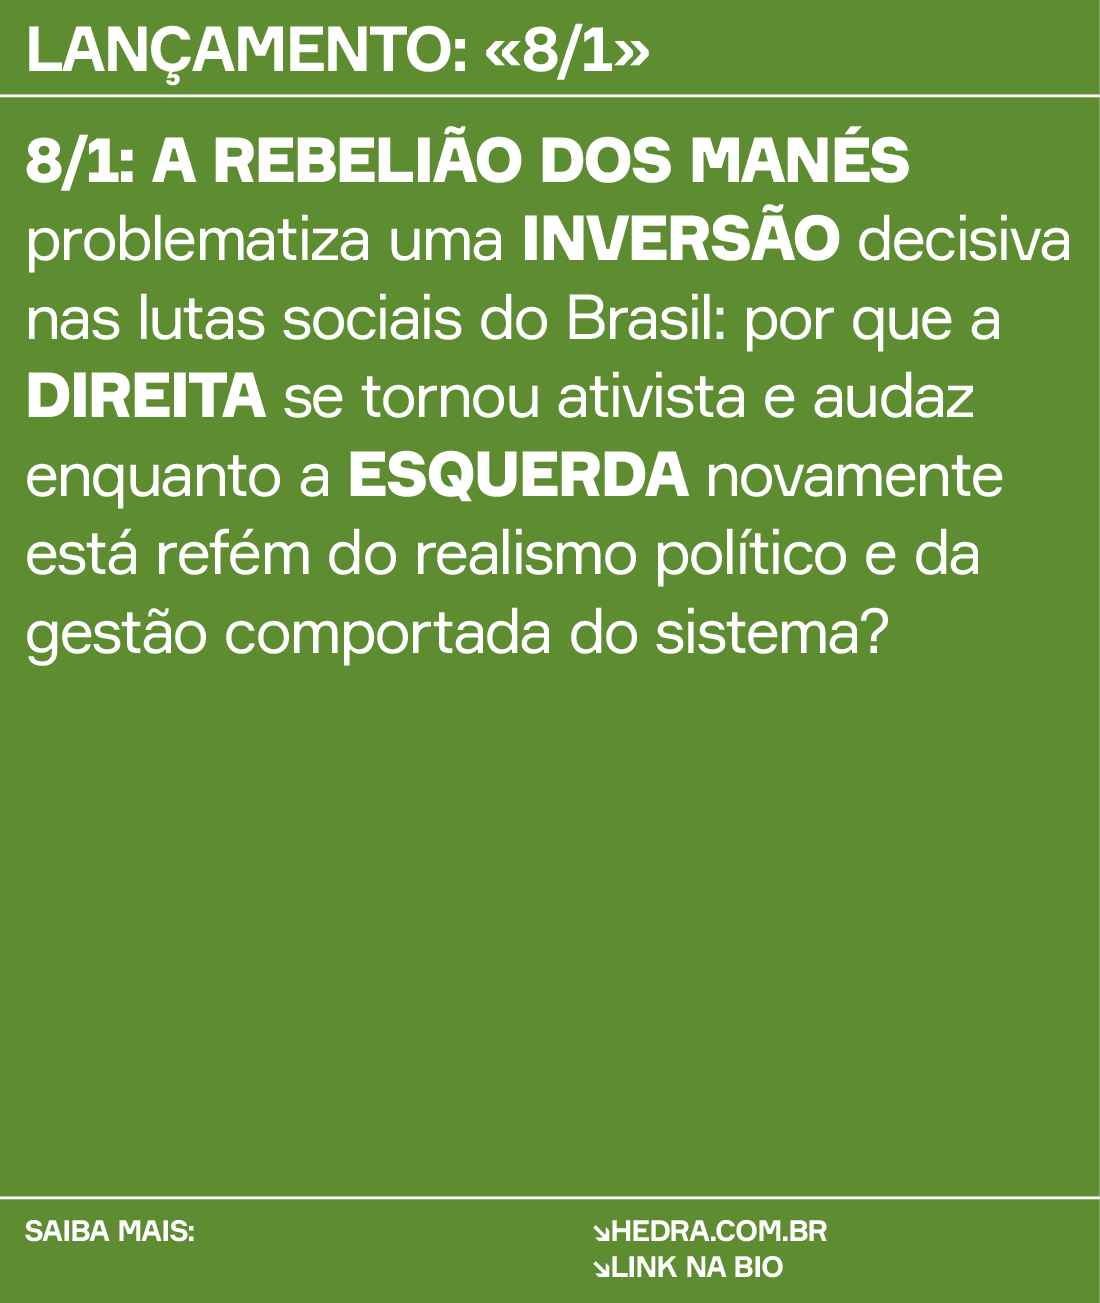 LANÇAMENTO: «8/1»
8/1: A REBELIÃO DOS MANÉS
problematiza uma INVERSÃO decisiva
nas lutas sociais do Brasil: por que a
DIREITA se tornou ativista e audaz
enquanto a ESQUERDA novamente
está refém do realismo político e da
gestão comportada do sistema?
SAIBA MAIS:
↘HEDRA.COM.BR
↘LINK NA BIO